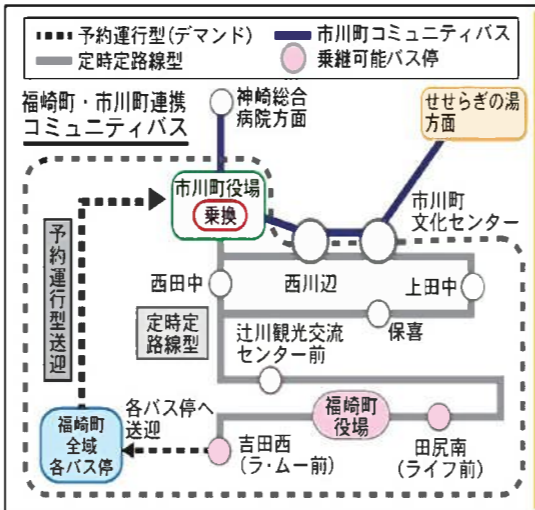 予約運行型(デマンド)
市川町コミュニティバス
定時定路線型
乗継可能バス停
福崎町・市川町連携
コミュニティバス
神崎総合
病院方面
せせらぎの湯
方面
市川町役場
乗換
市川町
文化センター
予約運行型送迎
西田中
西川辺
上田中
定時定
路線型
保喜
辻川観光交流
センター前
福崎町
全域
各バス停
各バス停へ
送迎
吉田西
(ラ・ムー前)
福崎町
役場
田尻南
(ライフ前)